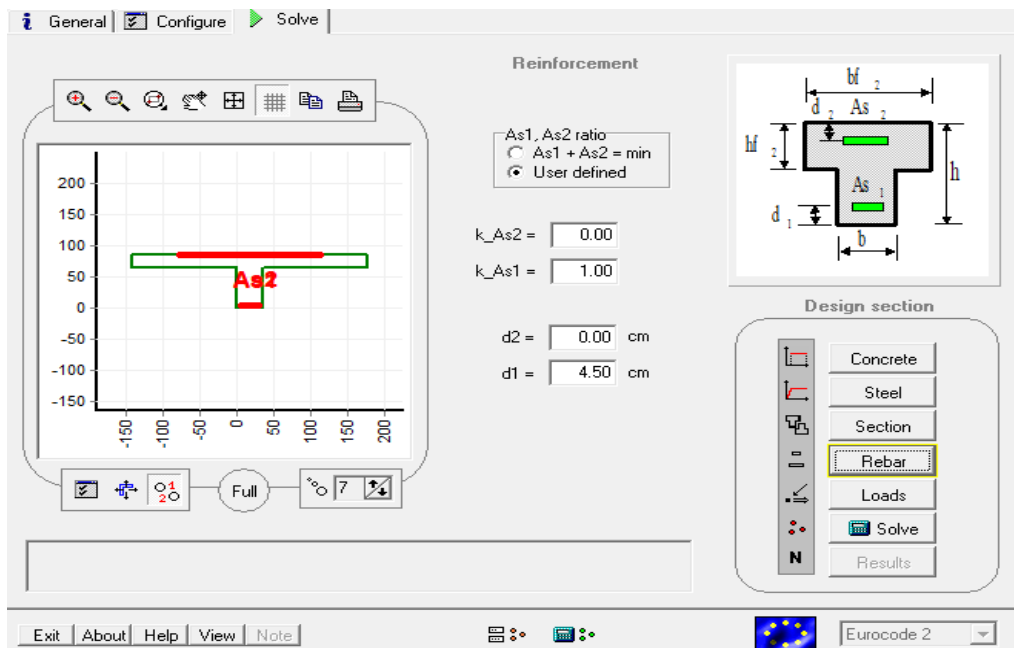 i General Configure Solve
Reinforcement
As1, As2 ratio
As1 + As2 = min
User defined
k_As2 = 0.00
k_As1 = 1.00
d2 = 0.00 cm
d1 = 4.50 cm
200
150
100
50
0
-50
-100
-150
As2
-150 -100 -50 0 50 100 150 200
1
2
Full
7
bf 2
d 2 As 2
hf 2
h
As 1
d 1
b
Design section
Concrete
Steel
Section
Rebar
Loads
Solve
N Results
Exit About Help View Note
Eurocode 2